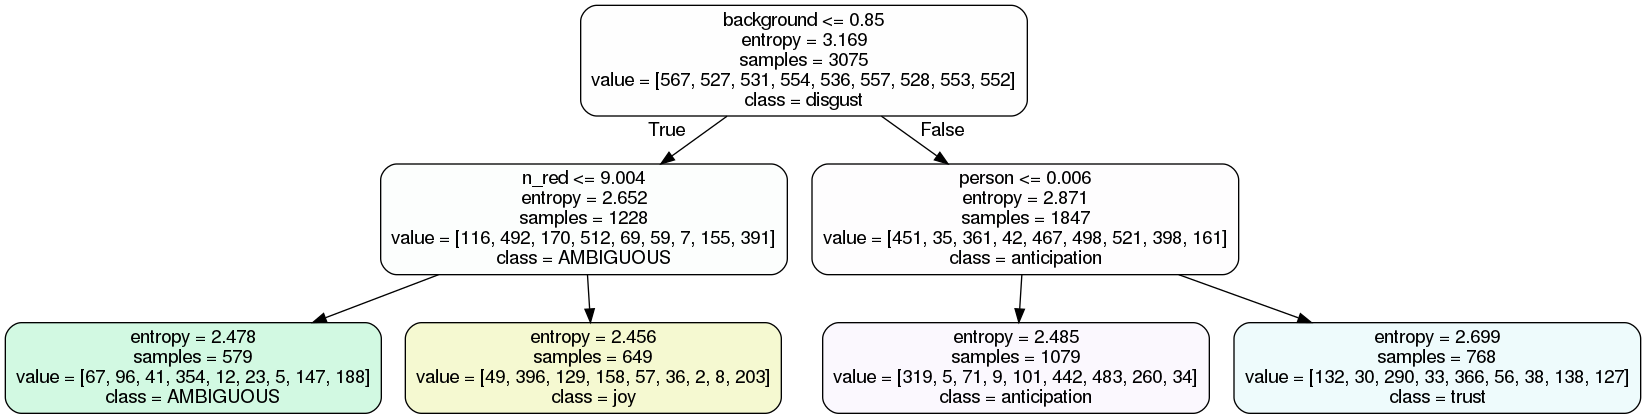 background <= 0.85
entropy = 3.169
samples = 3075
value = [567, 527, 531, 554, 536, 557, 528, 553, 552]
class = disgust
True
False
n_red <= 9.004
entropy = 2.652
samples = 1228
value = [116, 492, 170, 512, 69, 59, 7, 155, 391]
class = AMBIGUOUS
person <= 0.006
entropy = 2.871
samples = 1847
value = [451, 35, 361, 42, 467, 498, 521, 398, 161]
class = anticipation
entropy = 2.478
samples = 579
value = [67, 96, 41, 354, 12, 23, 5, 147, 188]
class = AMBIGUOUS
entropy = 2.456
samples = 649
value = [49, 396, 129, 158, 57, 36, 2, 8, 203]
class = joy
entropy = 2.485
samples = 1079
value = [319, 5, 71, 9, 101, 442, 483, 260, 34]
class = anticipation
entropy = 2.699
samples = 768
value = [132, 30, 290, 33, 366, 56, 38, 138, 127]
class = trust